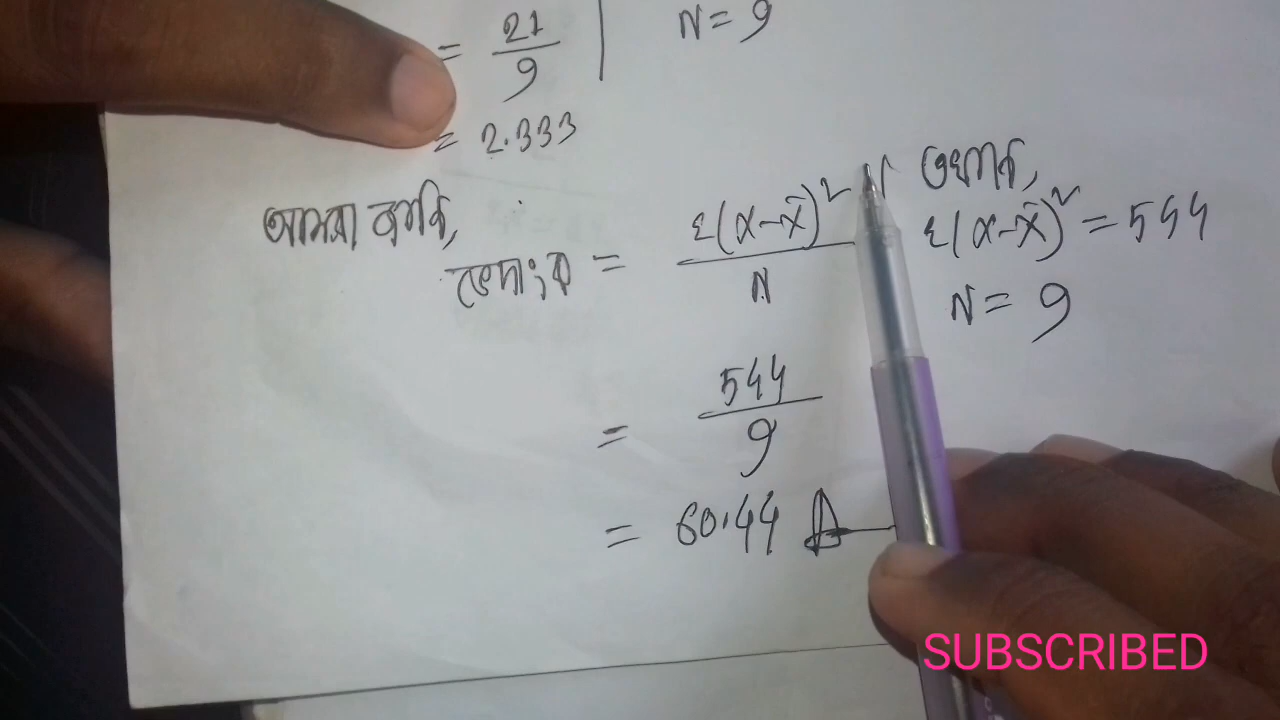 = 21/9 | N = 9
= 2.333
আমরা জানি,
ভেদাংক = Σ(x-x̄)²/N
এখানে,
Σ(x-x̄)² = 544
N = 9
= 544/9
= 60.44
SUBSCRIBED